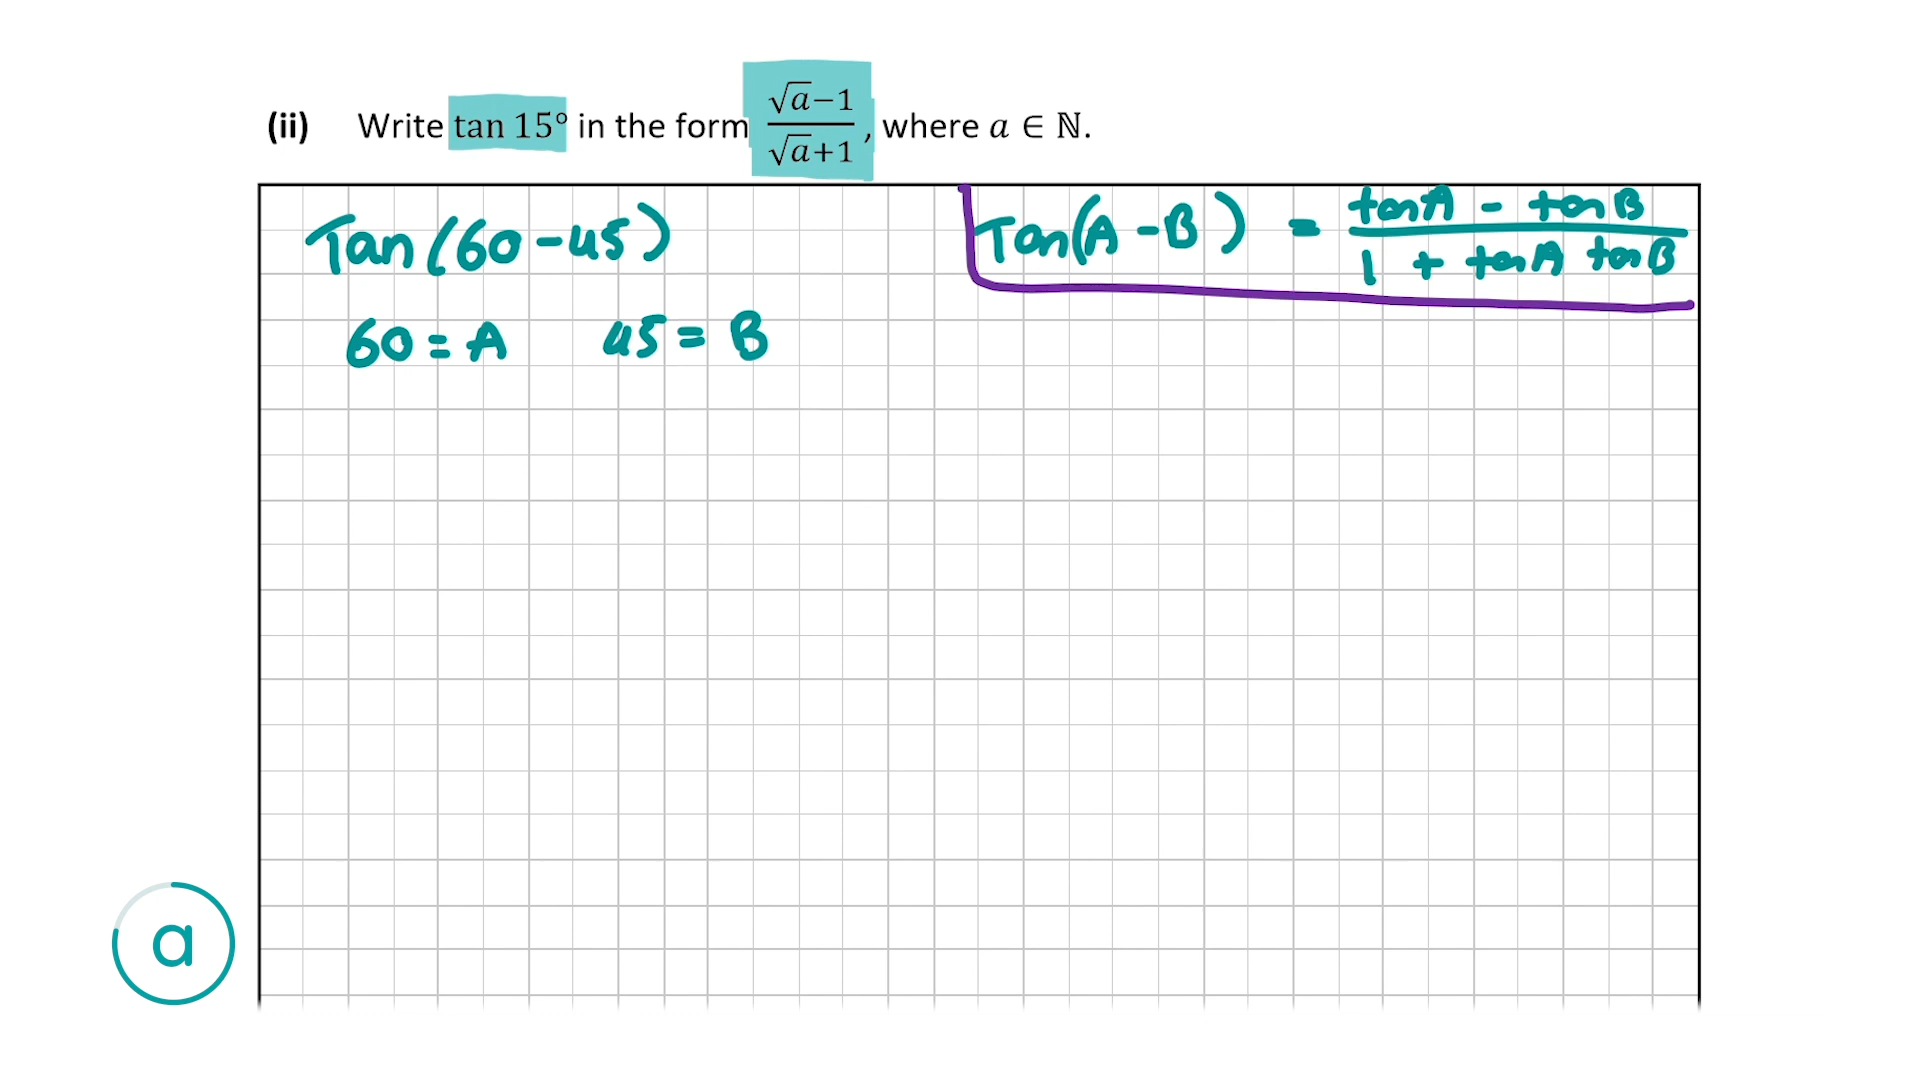 (ii) Write tan 15° in the form √a−1 / √a+1, where a ∈ ℕ.
Tan(60-45)
Tan(A-B) = tanA - tanB / 1 + tanA tanB
60 = A 45 = B
a